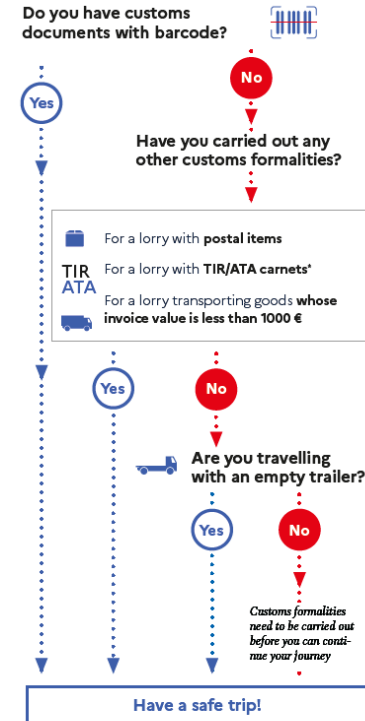 Do you have customs
documents with barcode?
No
Yes
Have you carried out any
other customs formalities?
For a lorry with postal items
TIR
ATA
For a lorry with TIR/ATA carnets*
For a lorry transporting goods whose
invoice value is less than 1000 €
Yes
No
Are you travelling
with an empty trailer?
Yes
No
Customs formalities
need to be carried out
before you can conti-
nue your journey
Have a safe trip!